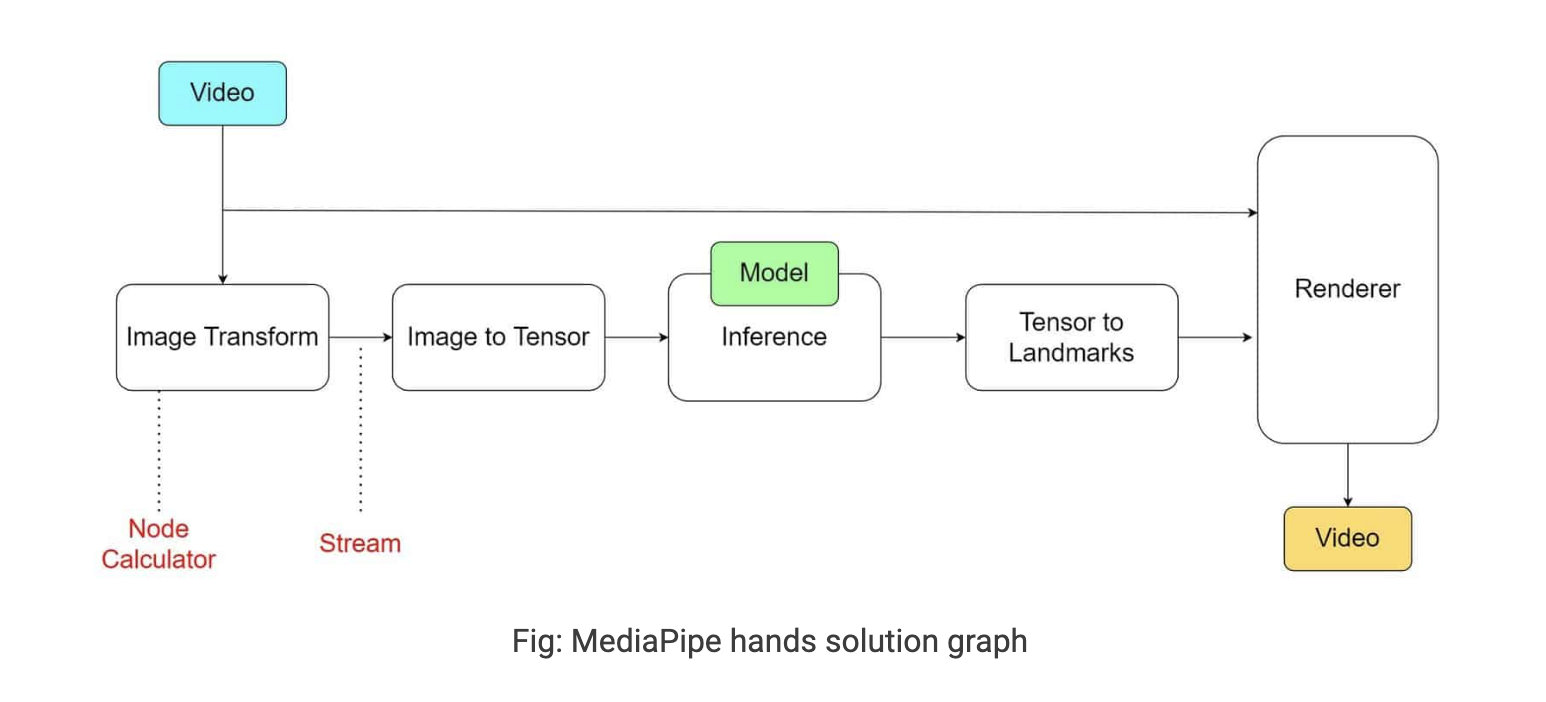 Video
Model
Renderer
Image Transform
Image to Tensor
Inference
Tensor to
Landmarks
Node
Calculator
Stream
Video
Fig: MediaPipe hands solution graph